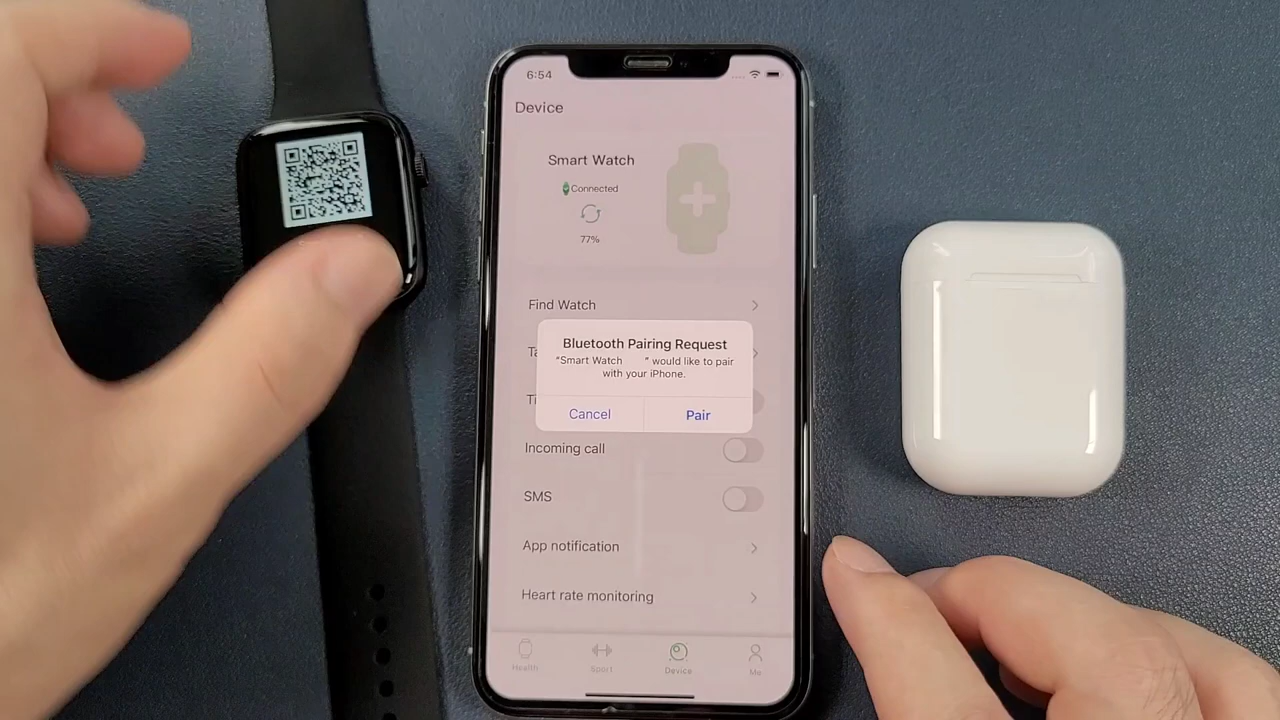 6:54
Device
Smart Watch
Connected
77%
Find Watch
Bluetooth Pairing Request
"Smart Watch " would like to pair
with your iPhone.
Cancel
Pair
Incoming call
SMS
App notification
Heart rate monitoring
Health
Sport
Device
Me